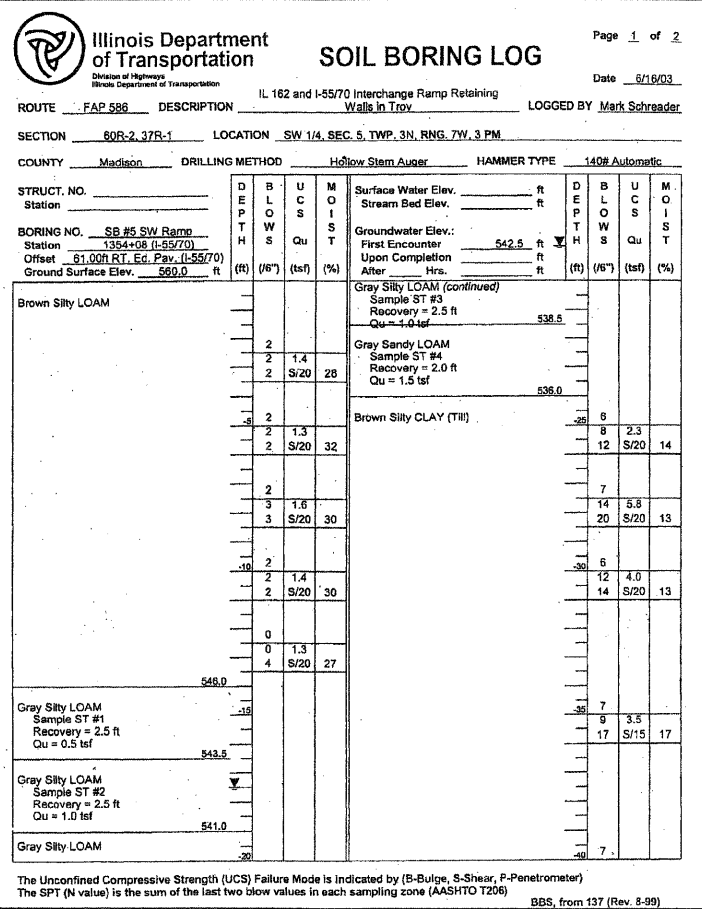 Illinois Department of Transportation
Division of Highways
Illinois Department of Transportation
SOIL BORING LOG
Page 1 of 2
Date 6/16/03
ROUTE FAP 586 DESCRIPTION IL 162 and I-55/70 Interchange Ramp Retaining Walls in Troy LOGGED BY Mark Schreader
SECTION 60R-2, 37R-1 LOCATION SW 1/4, SEC. 5, TWP. 3N, RNG. 7W, 3 PM
COUNTY Madison DRILLING METHOD Hollow Stem Auger HAMMER TYPE 140# Automatic
STRUCT. NO.
Station
BORING NO. SB #5 SW Ramp
Station 1354+08 (I-55/70)
Offset 61.00ft RT. Ed. Pav. (I-55/70)
Ground Surface Elev. 560.0 ft
DEPTH (ft)
BLOWS (/6")
UCS Qu (tsf)
MOIST (%)
Surface Water Elev. ft
Stream Bed Elev. ft
Groundwater Elev.:
First Encounter 542.5 ft
Upon Completion ft
After Hrs. ft
DEPTH (ft)
BLOWS (/6")
UCS Qu (tsf)
MOIST (%)
Brown Silty LOAM
2
2 1.4
2 S/20 28
-5 2
2 1.3
2 S/20 32
2
3 1.6
3 S/20 30
-10 2
2 1.4
2 S/20 30
0
0 1.3
4 S/20 27
546.0
Gray Silty LOAM -15
Sample ST #1
Recovery = 2.5 ft
Qu = 0.5 tsf
543.5
Gray Silty LOAM
Sample ST #2
Recovery = 2.5 ft
Qu = 1.0 tsf
541.0
Gray Silty LOAM
-20
Gray Silty LOAM (continued)
Sample ST #3
Recovery = 2.5 ft
Qu = 1.0 tsf
538.5
Gray Sandy LOAM
Sample ST #4
Recovery = 2.0 ft
Qu = 1.5 tsf
536.0
Brown Silty CLAY (Till) -25 6
8 2.3
12 S/20 14
7
14 5.8
20 S/20 13
-30 6
12 4.0
14 S/20 13
-35 7
9 3.5
17 S/15 17
-40 7
The Unconfined Compressive Strength (UCS) Failure Mode is Indicated by (B-Bulge, S-Shear, P-Penetrometer)
The SPT (N value) is the sum of the last two blow values in each sampling zone (AASHTO T206)
BBS, from 137 (Rev. 8-99)